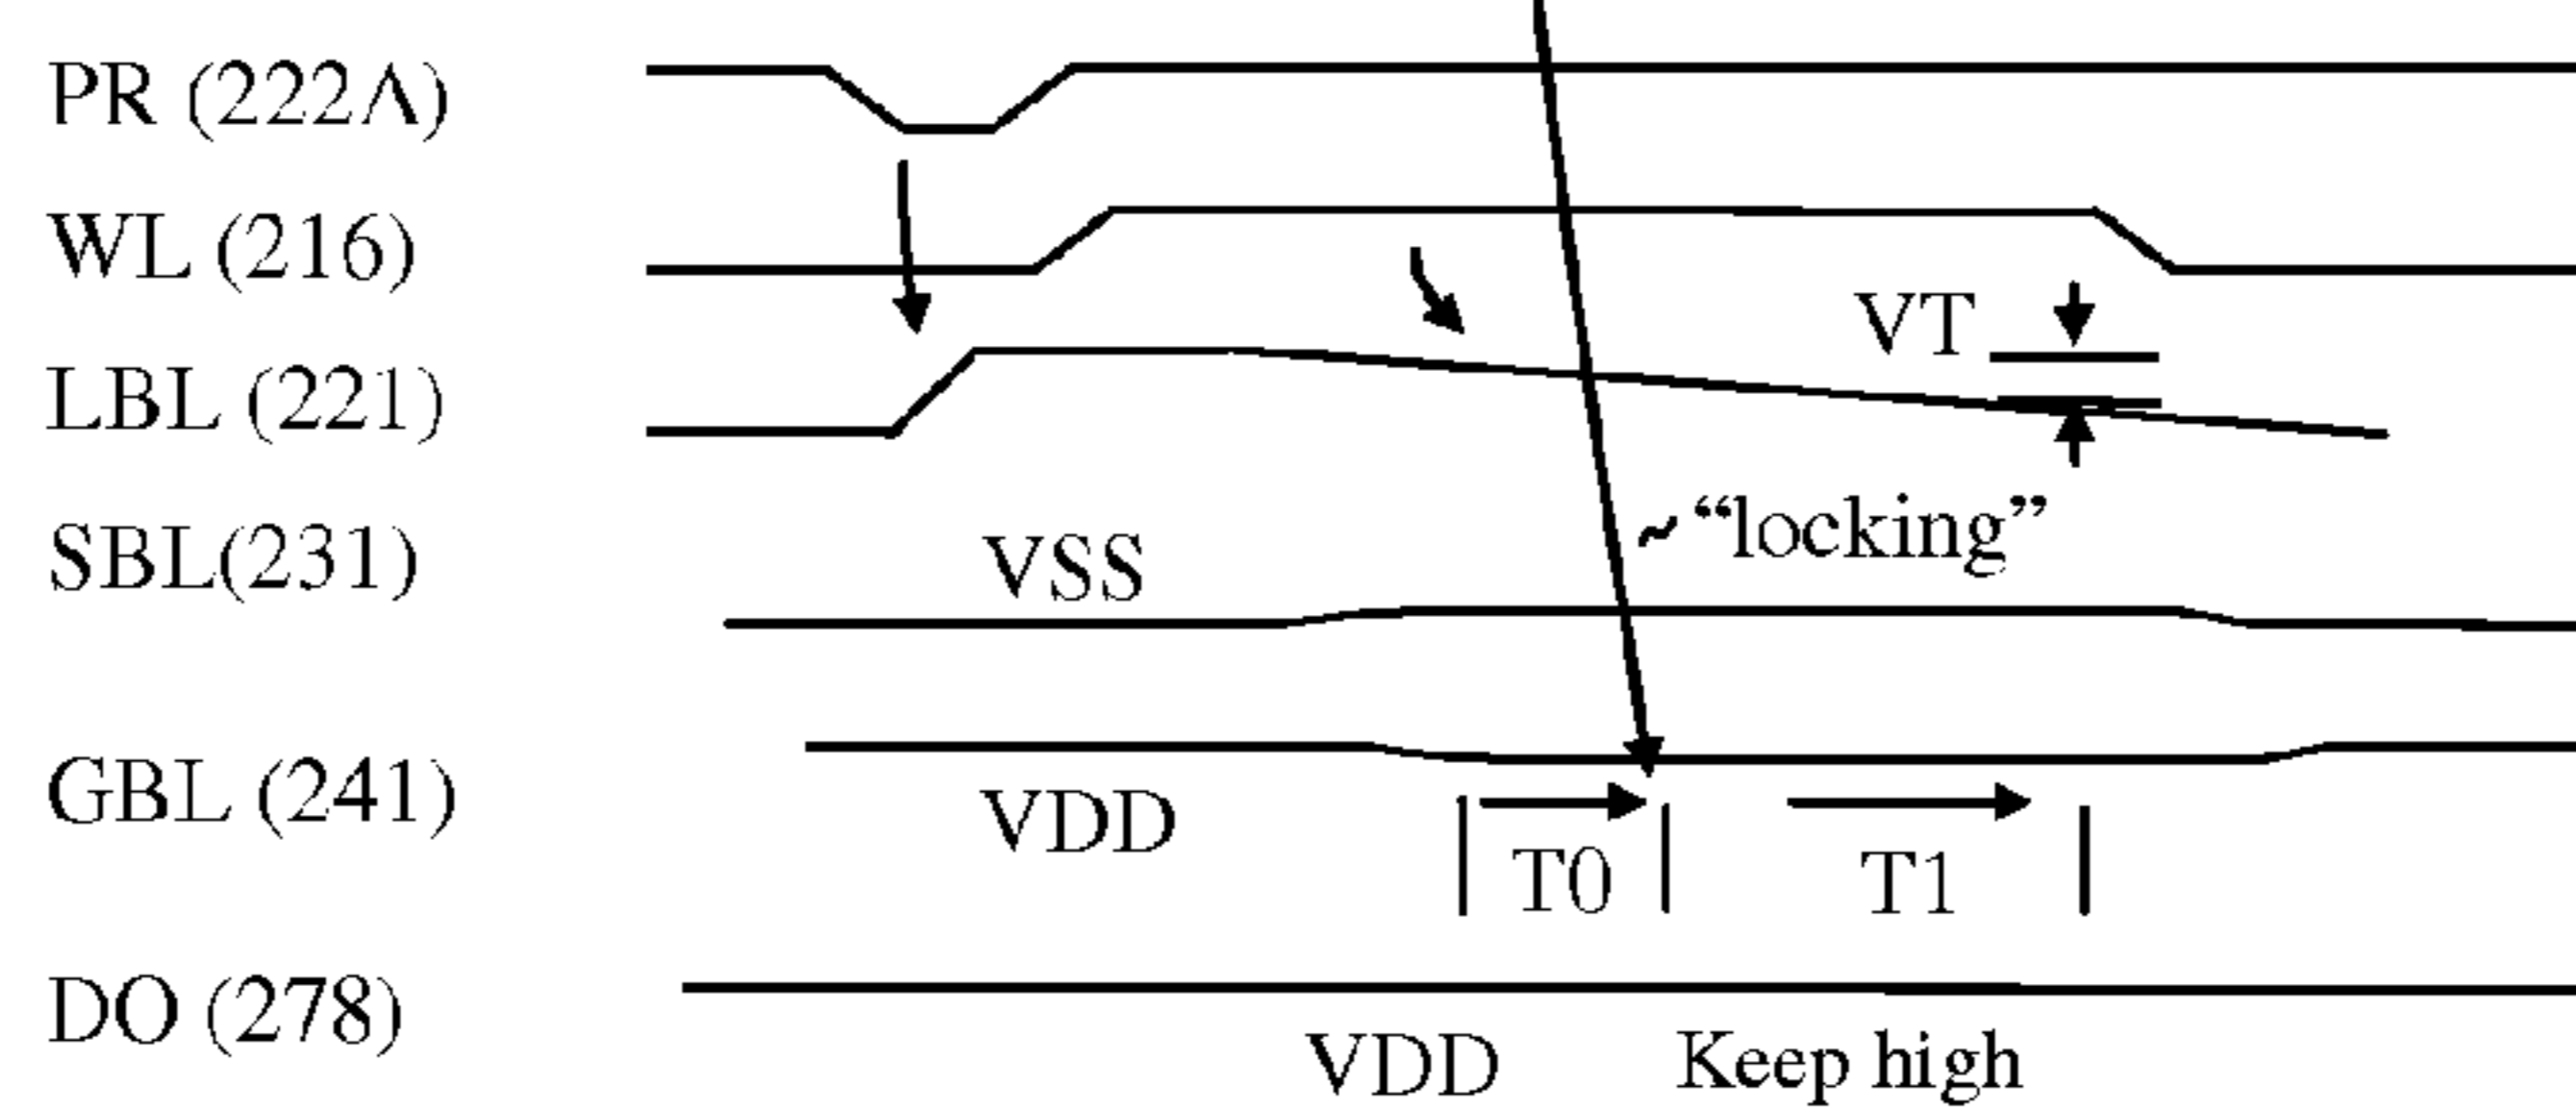 PR (222A)
WL (216)
VT
LBL (221)
"locking"
SBL(231)
VSS
GBL (241)
VDD
T0
T1
DO (278)
VDD
Keep high